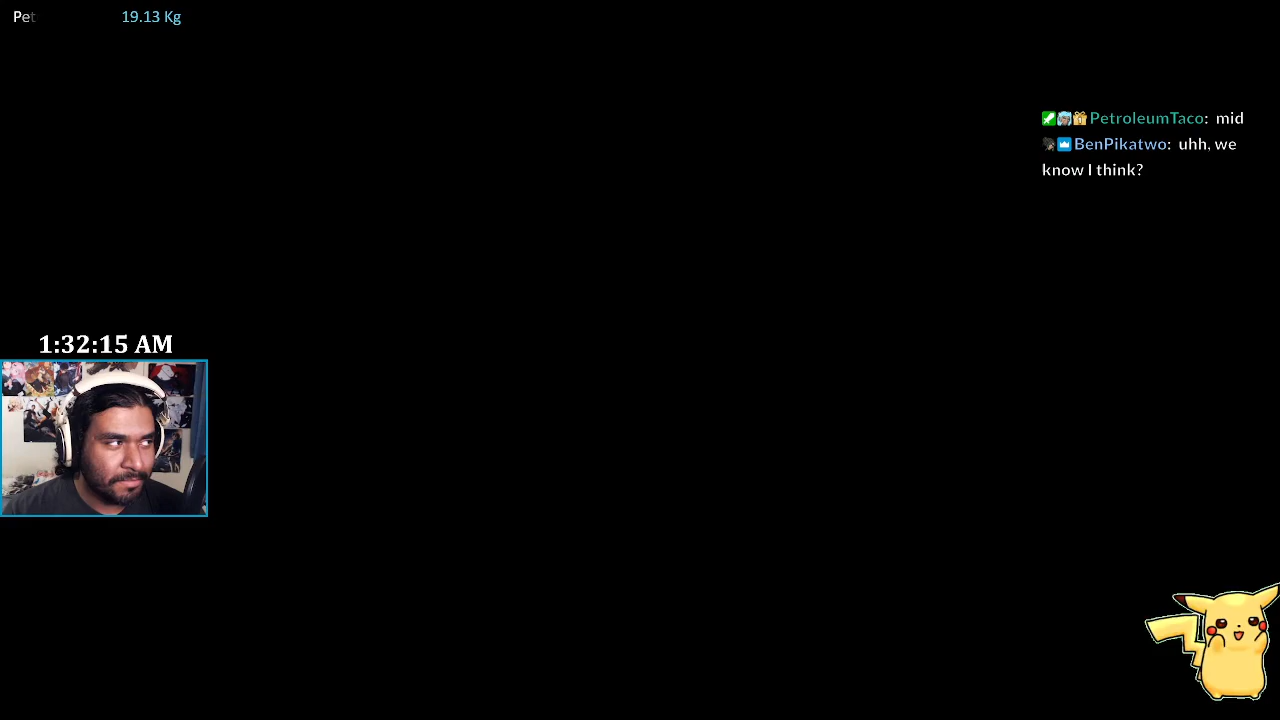 Pet 19.13 Kg
PetroleumTaco: mid
BenPikatwo: uhh, we
know I think?
1:32:15 AM